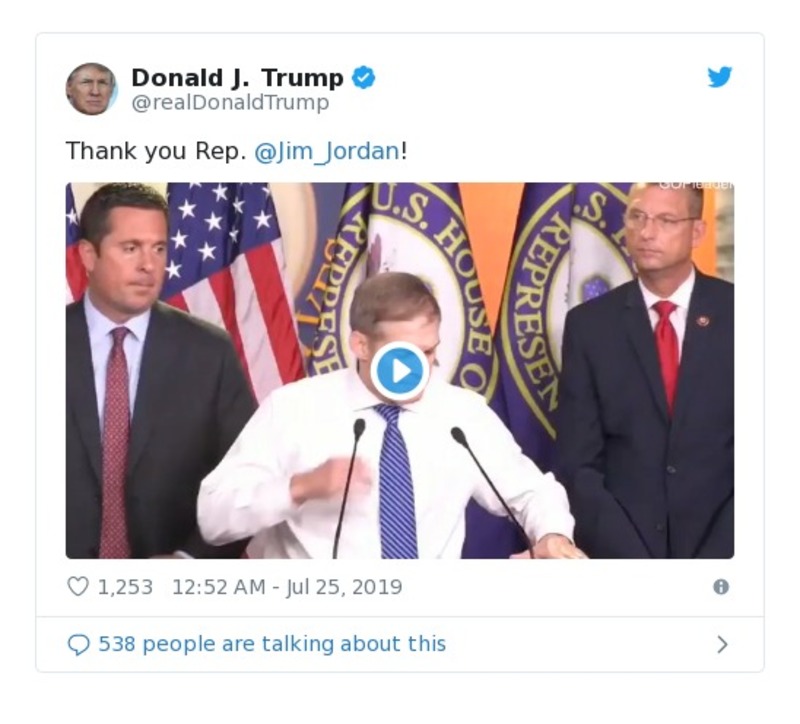 Donald J. Trump
@realDonaldTrump
Thank you Rep. @Jim_Jordan!
GOPleader
U.S. HOUSE O
REPRESE
.S.
REPRESEN
1,253 12:52 AM - Jul 25, 2019
538 people are talking about this